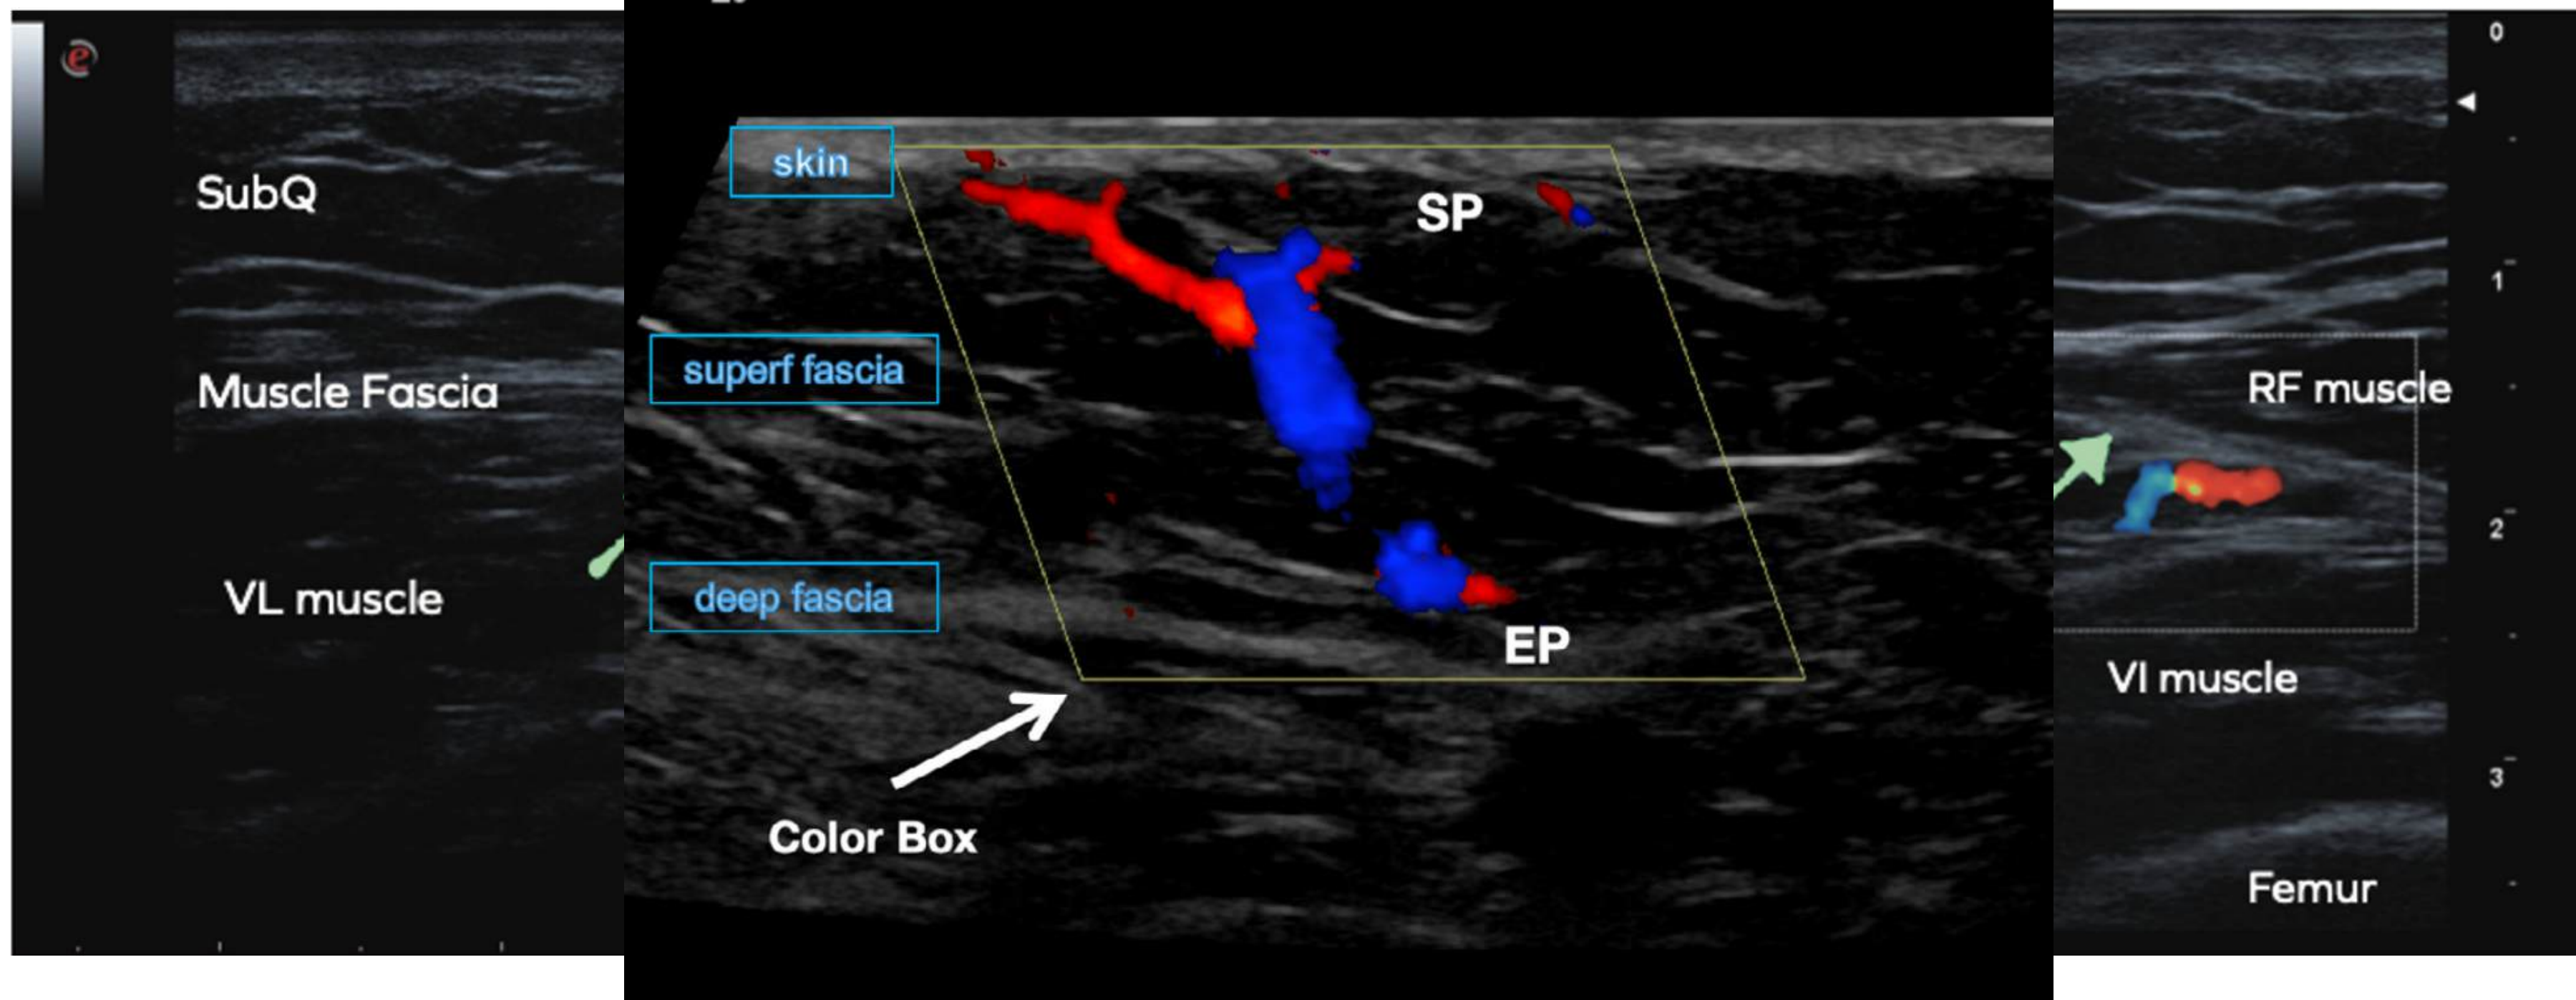 SubQ
Muscle Fascia
VL muscle
skin
superf fascia
deep fascia
SP
EP
Color Box
0
1
2
3
RF muscle
VI muscle
Femur